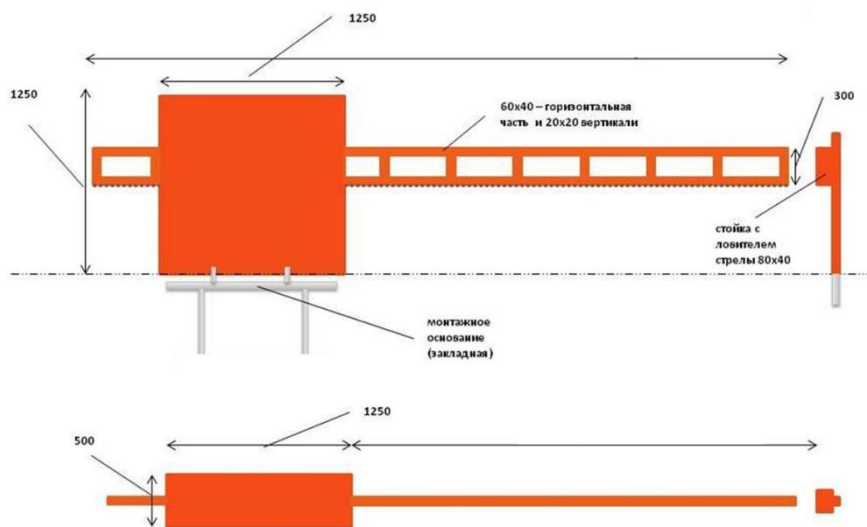 1250
1250
60х40 – горизонтальная
часть и 20х20 вертикали
300
стойка с
ловителем
стрелы 80х40
монтажное
основание
(закладная)
1250
500